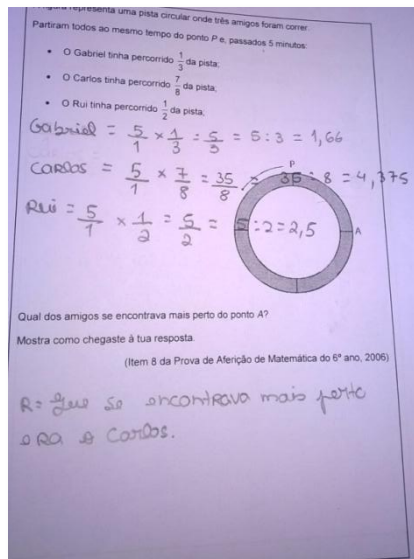 representa uma pista circular onde três amigos foram correr.
Partiram todos ao mesmo tempo do ponto P e, passados 5 minutos:
• O Gabriel tinha percorrido 1/3 da pista;
• O Carlos tinha percorrido 7/8 da pista;
• O Rui tinha percorrido 1/2 da pista;
Gabriel = 5/1 × 1/3 = 5/3 = 5 : 3 = 1,66
Carlos = 5/1 × 7/8 = 35/8 = 35 : 8 = 4,375
Rui = 5/1 × 1/2 = 5/2 = 5 : 2 = 2,5
P
A
Qual dos amigos se encontrava mais perto do ponto A?
Mostra como chegaste à tua resposta.
(Item 8 da Prova de Aferição de Matemática do 6º ano, 2006)
R= que se encontrava mais perto
era o Carlos.